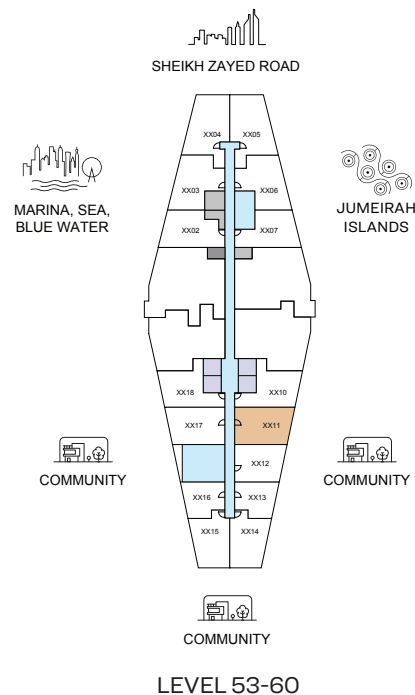 SHEIKH ZAYED ROAD
XX04
XX05
MARINA, SEA,
BLUE WATER
JUMEIRAH
ISLANDS
XX03
XX06
XX02
XX07
XX18
XX10
XX17
XX11
XX12
COMMUNITY
COMMUNITY
XX16
XX13
XX15
XX14
COMMUNITY
LEVEL 53-60